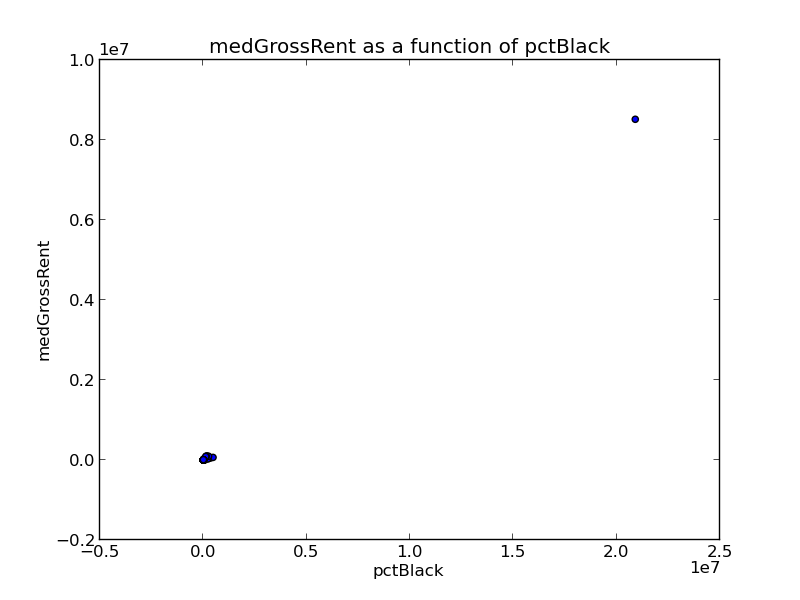 medGrossRent as a function of pctBlack
1e7
1.0
0.8
0.6
0.4
0.2
0.0
−0.2
medGrossRent
−0.5
0.0
0.5
1.0
1.5
2.0
2.5
1e7
pctBlack